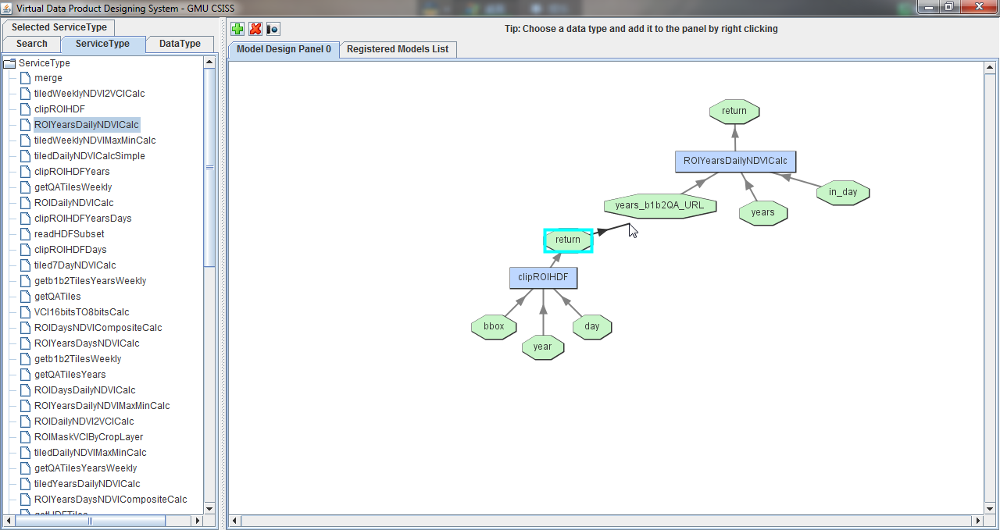 Virtual Data Product Designing System - GMU CSISS
Selected ServiceType
Search ServiceType DataType
ServiceType
merge
tiledWeeklyNDVI2VCICalc
clipROIHDF
ROIYearsDailyNDVICalc
tiledWeeklyNDVIMaxMinCalc
tiledDailyNDVICalcSimple
clipROIHDFYears
getQATilesWeekly
ROIDailyNDVICalc
clipROIHDFYearsDays
readHDFSubset
clipROIHDFDays
tiled7DayNDVICalc
getb1b2TilesYearsWeekly
getQATiles
VCI16bitsTO8bitsCalc
ROIDaysNDVICompositeCalc
ROIYearsDaysNDVICalc
getb1b2TilesWeekly
getQATilesYears
ROIDaysDailyNDVICalc
ROIYearsDailyNDVIMaxMinCalc
ROIDailyNDVI2VCICalc
ROIMaskVCIByCropLayer
tiledDailyNDVIMaxMinCalc
getQATilesYearsWeekly
tiledYearsDailyNDVICalc
ROIYearsDaysNDVICompositeCalc
getHDFTiles
Tip: Choose a data type and add it to the panel by right clicking
Model Design Panel 0 Registered Models List
return
ROIYearsDailyNDVICalc
in_day
years_b1b2QA_URL
years
return
clipROIHDF
bbox
day
year